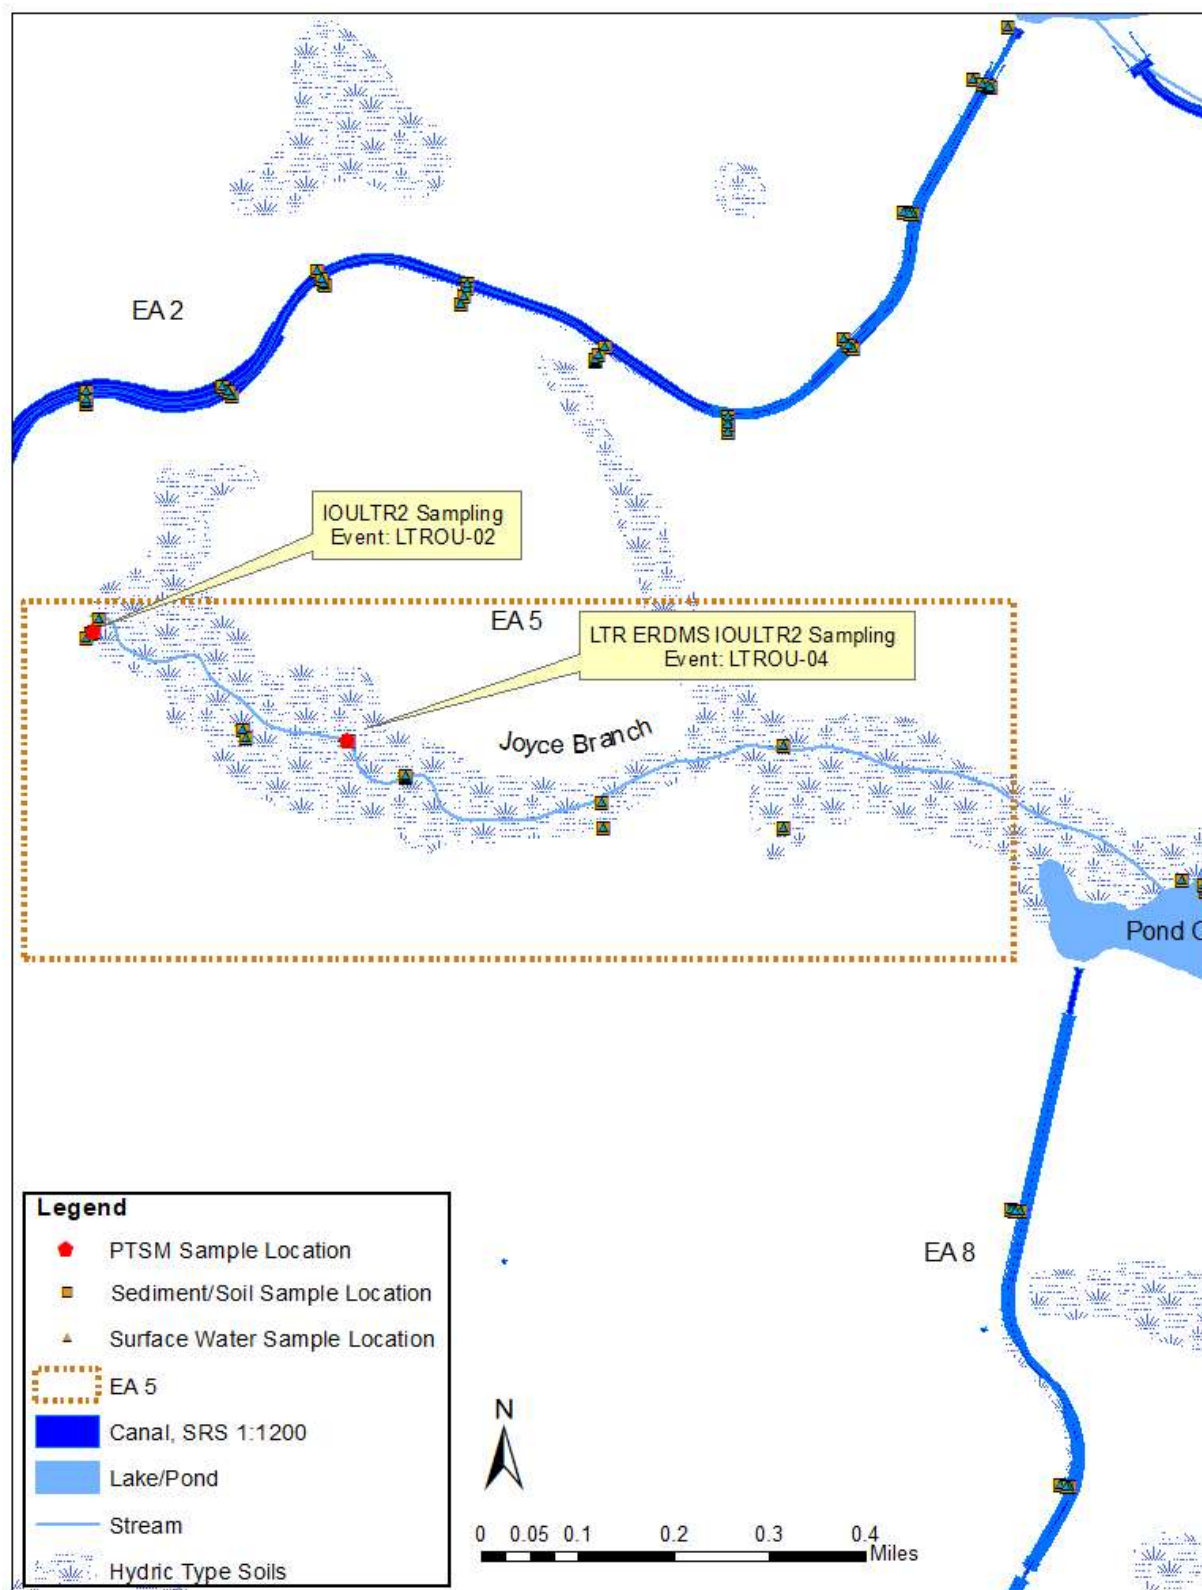 EA 2
IOULTR2 Sampling
Event: LTROU-02
EA 5
LTR ERDMS IOULTR2 Sampling
Event: LTROU-04
Joyce Branch
Pond C
EA 8
Legend
PTSM Sample Location
Sediment/Soil Sample Location
Surface Water Sample Location
EA 5
Canal, SRS 1:1200
Lake/Pond
Stream
Hydric Type Soils
N
0 0.05 0.1 0.2 0.3 0.4
Miles